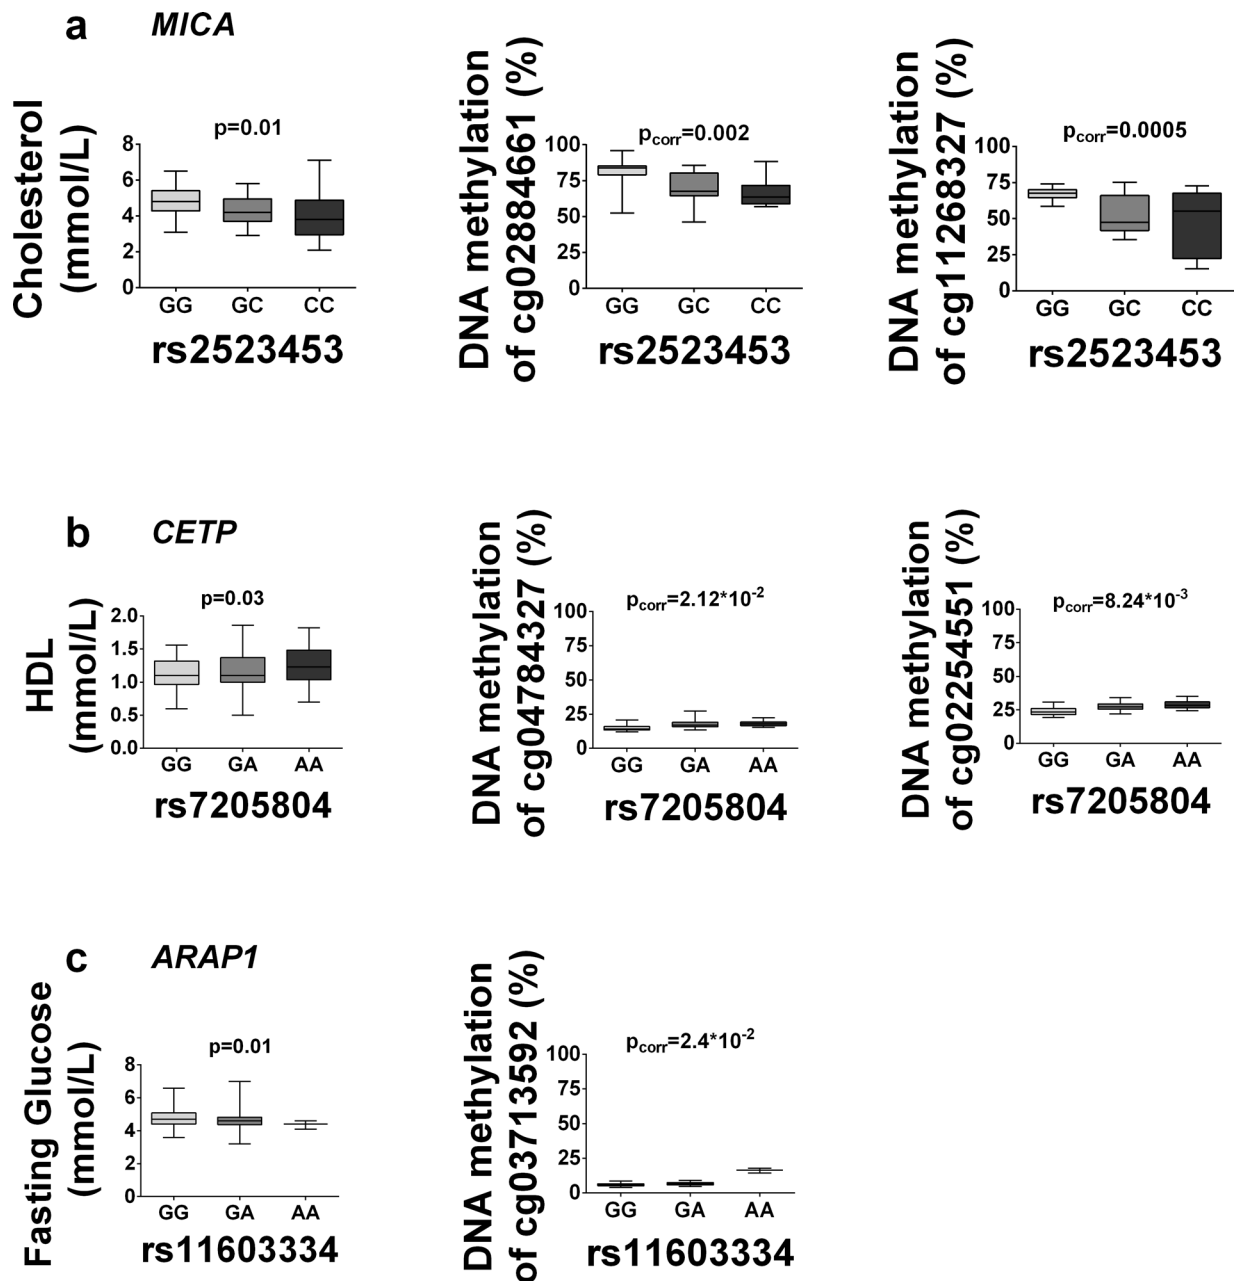 a MICA
Cholesterol
(mmol/L)
p=0.01
8
6
4
2
0
GG GC CC
rs2523453
DNA methylation
of cg02884661 (%)
pcorr=0.002
100
75
50
25
0
GG GC CC
rs2523453
DNA methylation
of cg11268327 (%)
pcorr=0.0005
100
75
50
25
0
GG GC CC
rs2523453
b CETP
HDL
(mmol/L)
p=0.03
2.0
1.5
1.0
0.5
0.0
GG GA AA
rs7205804
DNA methylation
of cg04784327 (%)
pcorr=2.12*10-2
100
75
50
25
0
GG GA AA
rs7205804
DNA methylation
of cg02254551 (%)
pcorr=8.24*10-3
100
75
50
25
0
GG GA AA
rs7205804
c ARAP1
Fasting Glucose
(mmol/L)
p=0.01
8
6
4
2
0
GG GA AA
rs11603334
DNA methylation
of cg03713592 (%)
pcorr=2.4*10-2
100
75
50
25
0
GG GA AA
rs11603334